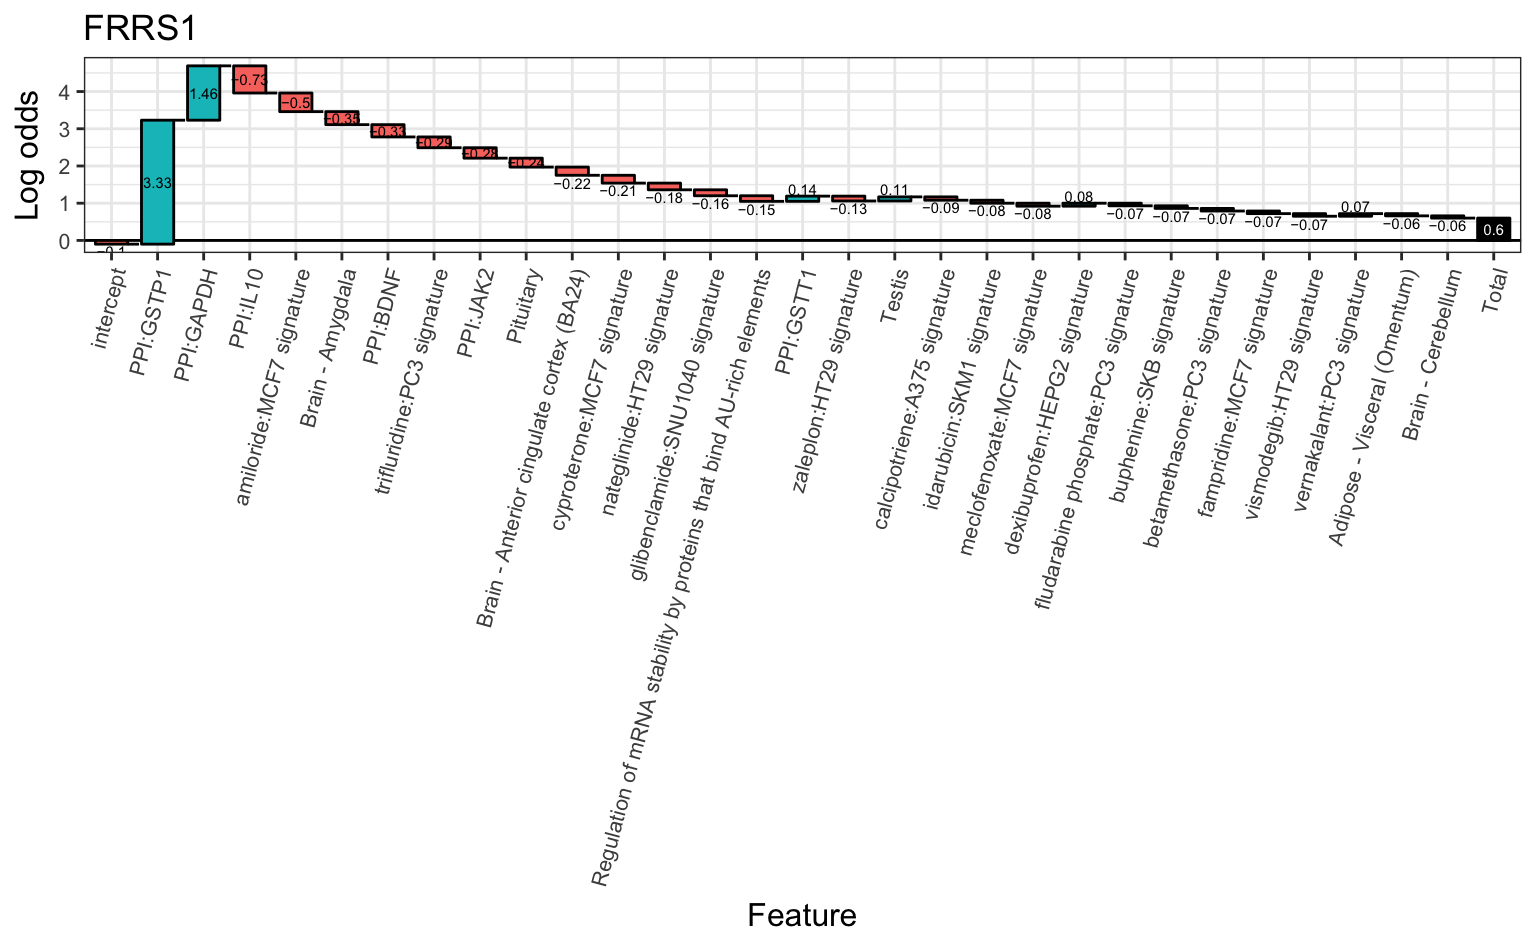 FRRS1
Log odds
4
3
2
1
0
−0.1
3.33
1.46
−0.73
−0.5
−0.35
−0.33
−0.29
−0.28
−0.24
−0.22
−0.21
−0.18
−0.16
−0.15
0.14
−0.13
0.11
−0.09
−0.08
−0.08
0.08
−0.07
−0.07
−0.07
−0.07
−0.07
0.07
−0.06
−0.06
0.6
intercept
PPI:GSTP1
PPI:GAPDH
PPI:IL10
amiloride:MCF7 signature
Brain - Amygdala
PPI:BDNF
trifluridine:PC3 signature
PPI:JAK2
Pituitary
Brain - Anterior cingulate cortex (BA24)
cyproterone:MCF7 signature
nateglinide:HT29 signature
glibenclamide:SNU1040 signature
Regulation of mRNA stability by proteins that bind AU-rich elements
PPI:GSTT1
zaleplon:HT29 signature
Testis
calcipotriene:A375 signature
idarubicin:SKM1 signature
meclofenoxate:MCF7 signature
dexibuprofen:HEPG2 signature
fludarabine phosphate:PC3 signature
buphenine:SKB signature
betamethasone:PC3 signature
fampridine:MCF7 signature
vismodegib:HT29 signature
vernakalant:PC3 signature
Adipose - Visceral (Omentum)
Brain - Cerebellum
Total
Feature